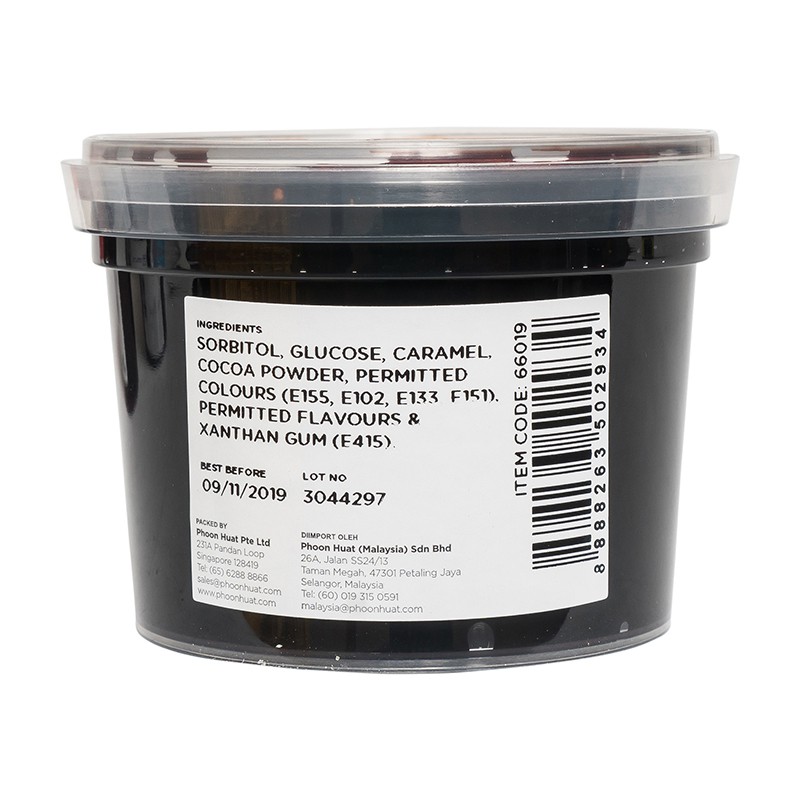 INGREDIENTS
SORBITOL, GLUCOSE, CARAMEL,
COCOA POWDER, PERMITTED
COLOURS (E155, E102, E133 E151),
PERMITTED FLAVOURS &
XANTHAN GUM (E415).
BEST BEFORE
09/11/2019
LOT NO
3044297
PACKED BY
Phoon Huat Pte Ltd
231A Pandan Loop
Singapore 128419
Tel: (65) 6288 8866
sales@phoonhuat.com
www.phoonhuat.com
DIIMPORT OLEH
Phoon Huat (Malaysia) Sdn Bhd
26A, Jalan SS24/13
Taman Megah, 47301 Petaling Jaya
Selangor, Malaysia
Tel: (60) 019 315 0591
malaysia@phoonhuat.com
ITEM CODE: 66019
8 888263 502934